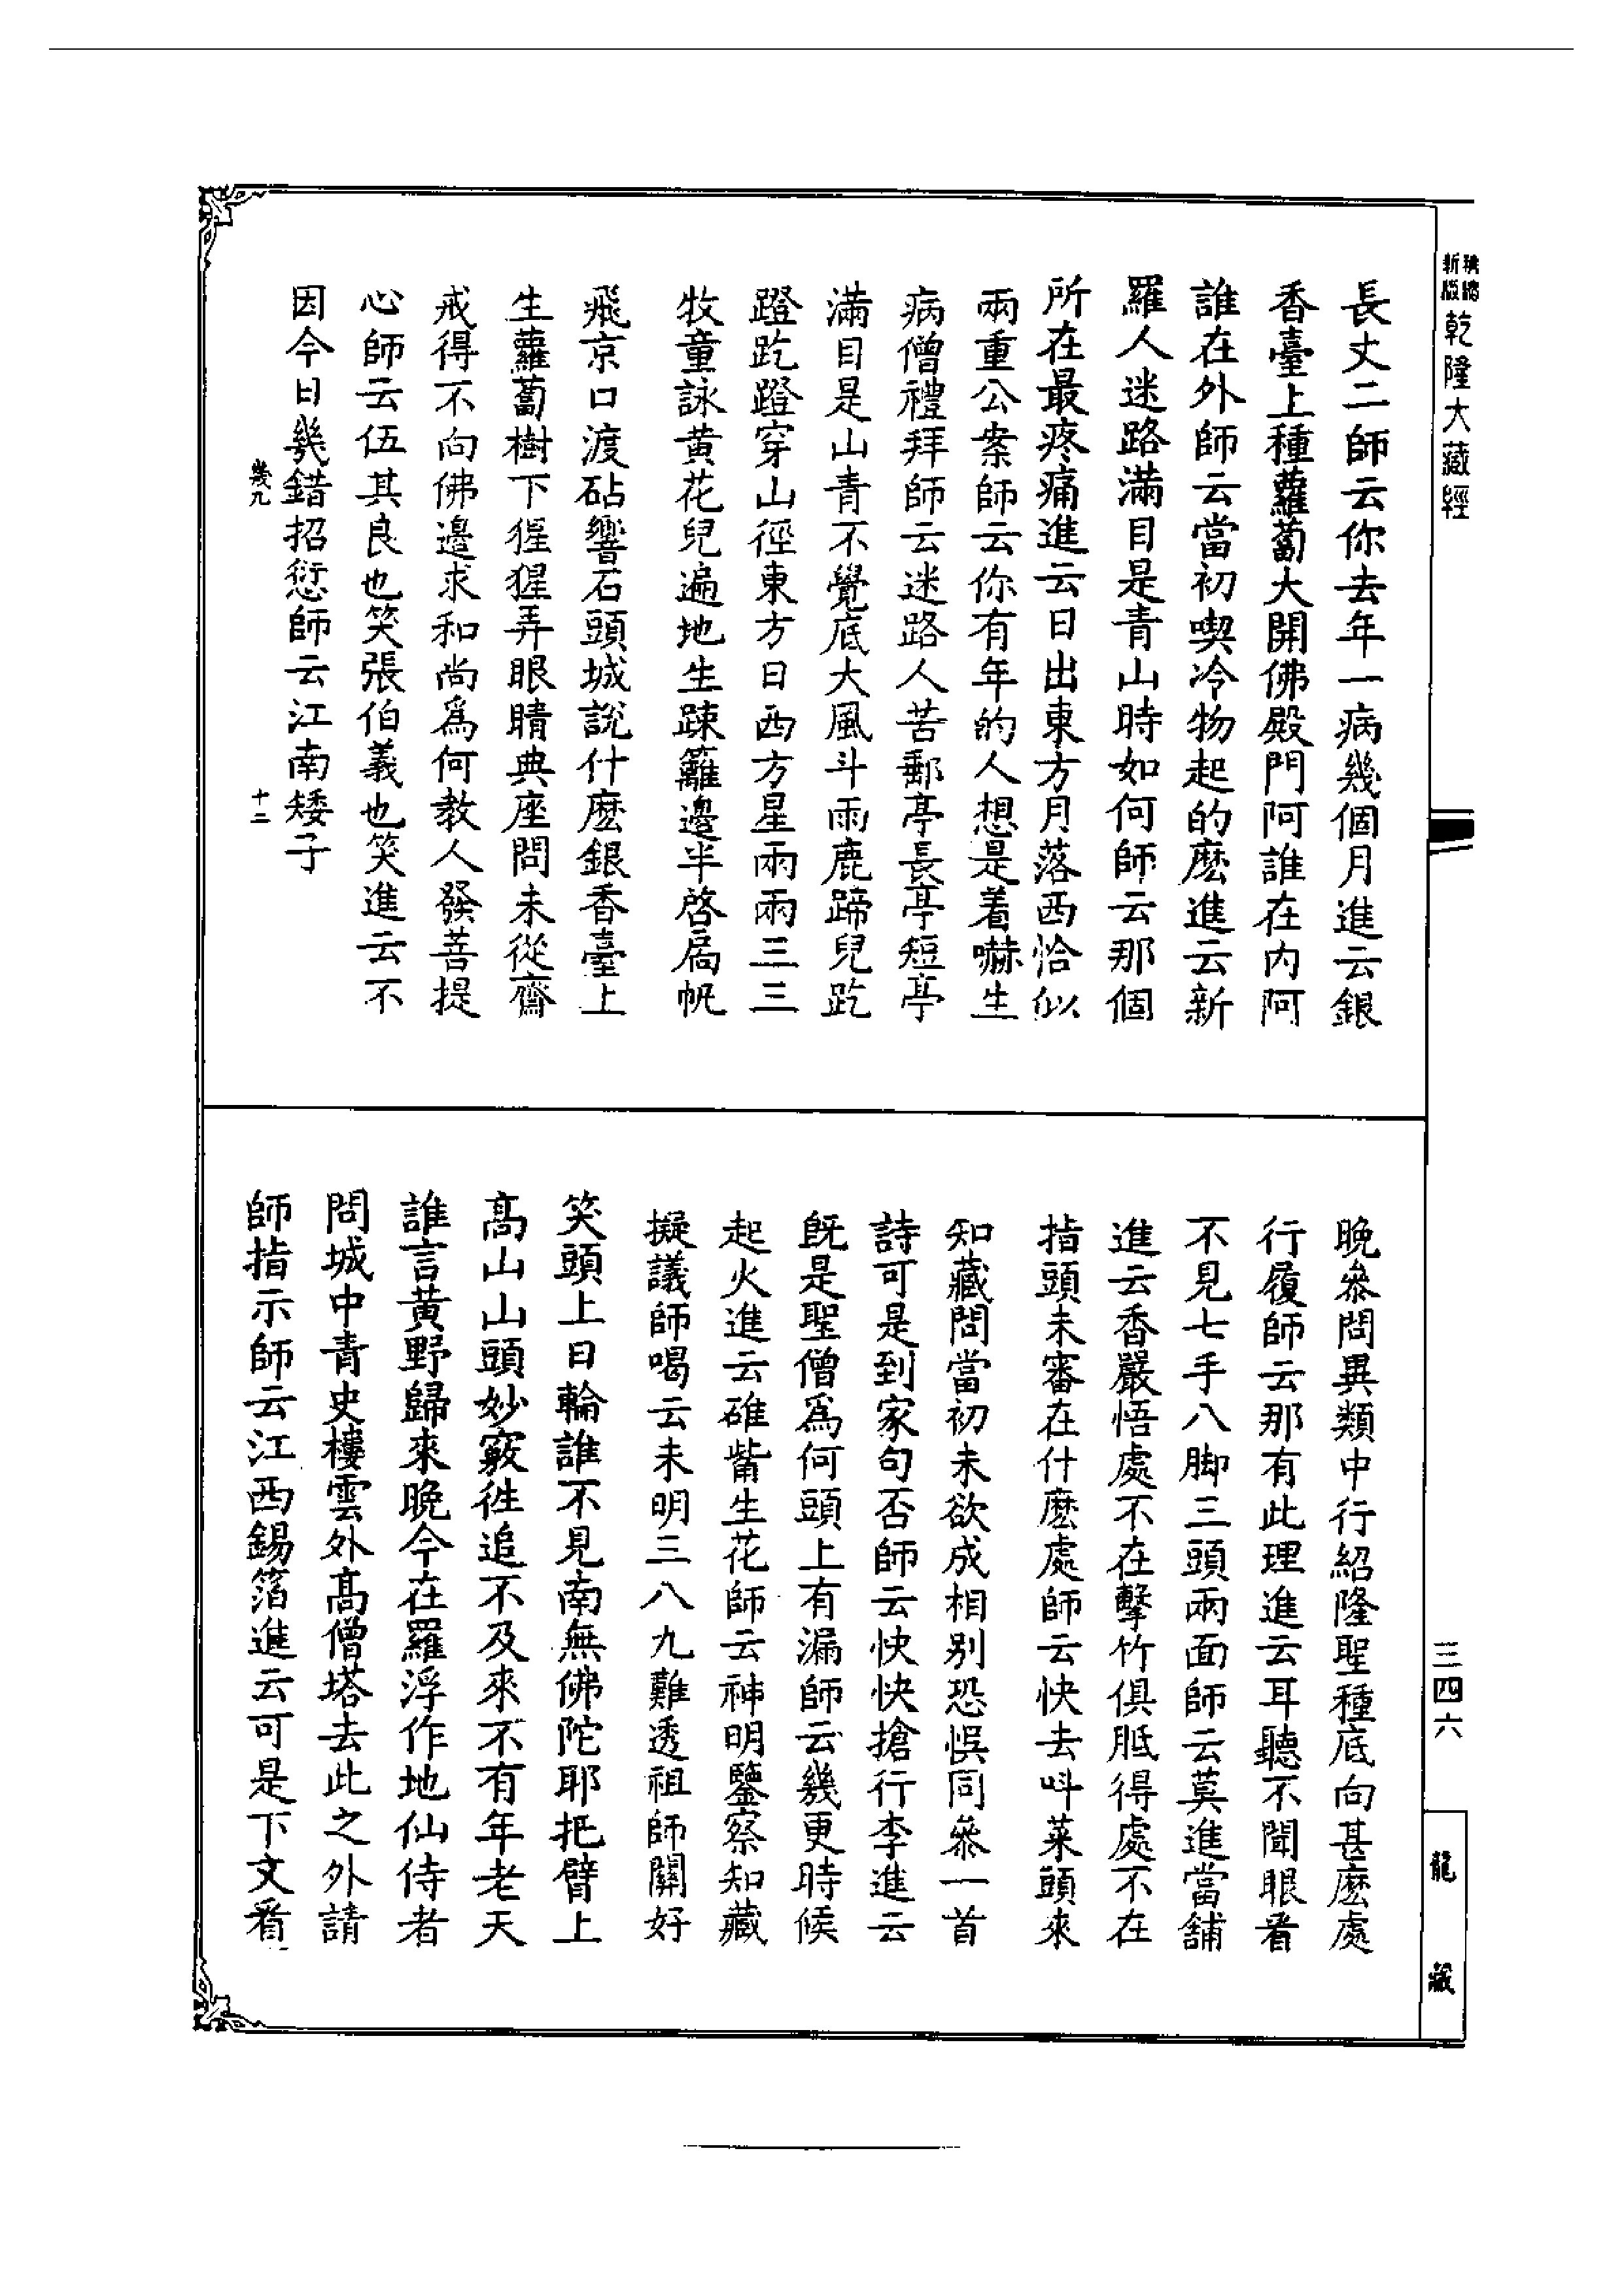 新版
乾隆大藏經
長丈二師云你去年一病幾個月進云銀
香臺上種蘿蔔大開佛殿門阿誰在内阿
誰在外師云當初喫冷物起的麽進云新
羅人迷路滿目是青山時如何師云那個
所在最疼痛進云日出東方月落西恰似
兩重公案師云你有年的人想是着嚇生
病僧禮拜師云迷路人苦郵亭長亭短亭
滿目是山青不覺底大風斗雨鹿蹄兒趷
蹬趷蹬穿山徑東方日西方星兩兩三三
牧童詠黄花兒遍地生踈籬邊半啓扃帆
飛京口渡砧響石頭城説什麽銀香臺上
生蘿蔔樹下猩猩弄眼睛典座問未從齋
戒得不向佛邊求和尚爲何教人發菩提
心師云伍其良也笑張伯義也笑進云不
因今日幾錯招愆師云江南矮子
幾九
十二
晚叅問異類中行紹隆聖種底向甚麽處
行履師云那有此理進云耳聽不聞眼看
不見七手八脚三頭兩面師云莫進當舖
進云香嚴悟處不在擊竹俱胝得處不在
指頭未審在什麽處師云快去呌菜頭來
知藏問當初未欲成相别恐悞同叅一首
詩可是到家句否師云快快搶行李進云
旣是聖僧爲何頭上有漏師云幾更時候
起火進云碓觜生花師云神明鑒察知藏
擬議師喝云未明三八九難透祖師關好
笑頭上日輪誰不見南無佛陀耶把臂上
高山山頭妙竅徃追不及來不有年老天
誰言黄野歸來晚今在羅浮作地仙侍者
問城中青史樓雲外高僧塔去此之外請
師指示師云江西錫箔進云可是下文看
三四六
龍
藏